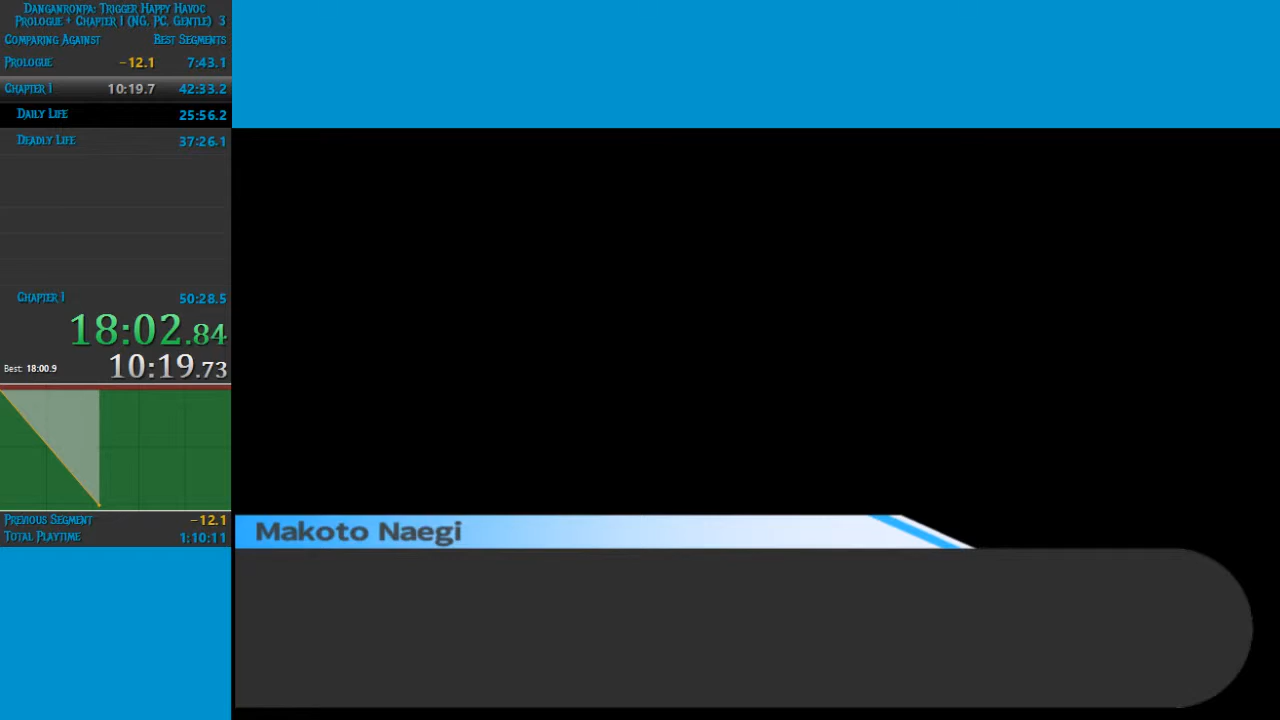 Danganronpa: Trigger Happy Havoc
Prologue + Chapter 1 (NG, PC, Gentle) 3
Comparing Against Best Segments
Prologue -12.1 7:43.1
Chapter 1 10:19.7 42:33.2
Daily Life 25:56.2
Deadly Life 37:26.1
Chapter 1 50:28.5
18:02.84
Best: 18:00.9 10:19.73
Previous Segment -12.1
Total Playtime 1:10:11
Makoto Naegi